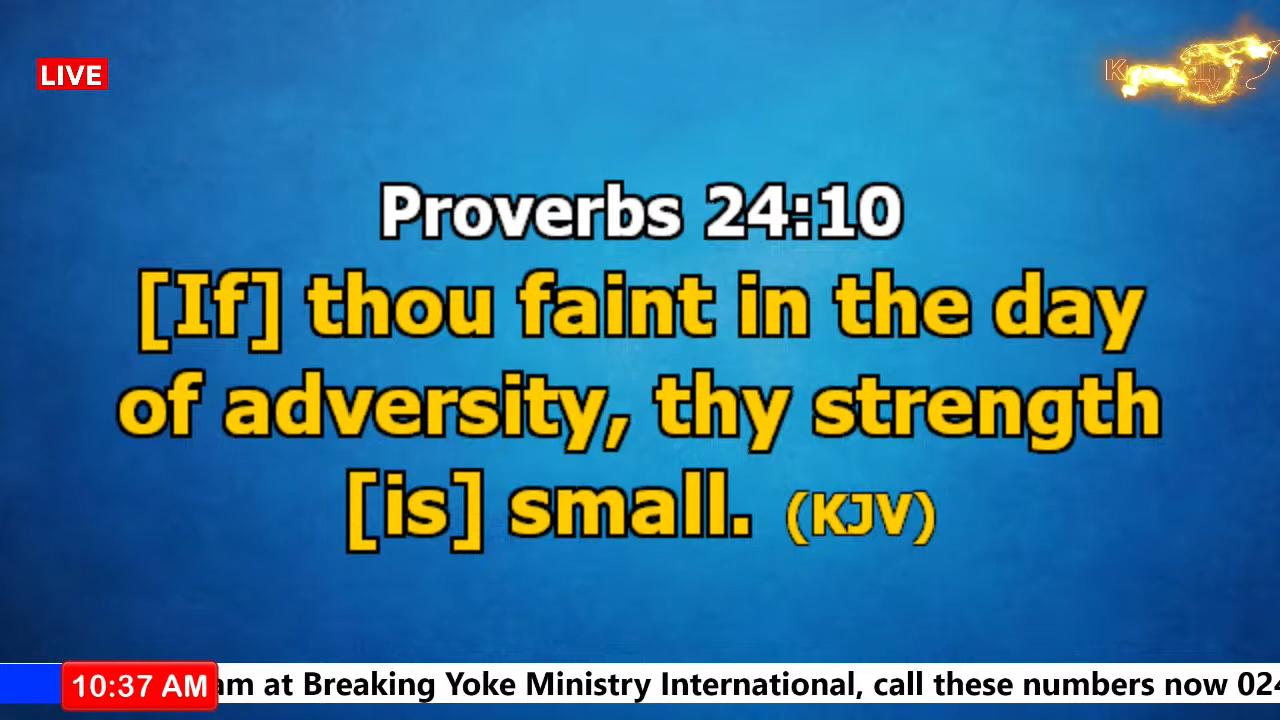 LIVE
Proverbs 24:10
[If] thou faint in the day
of adversity, thy strength
[is] small. (KJV)
10:37 AM
am at Breaking Yoke Ministry International, call these numbers now 024